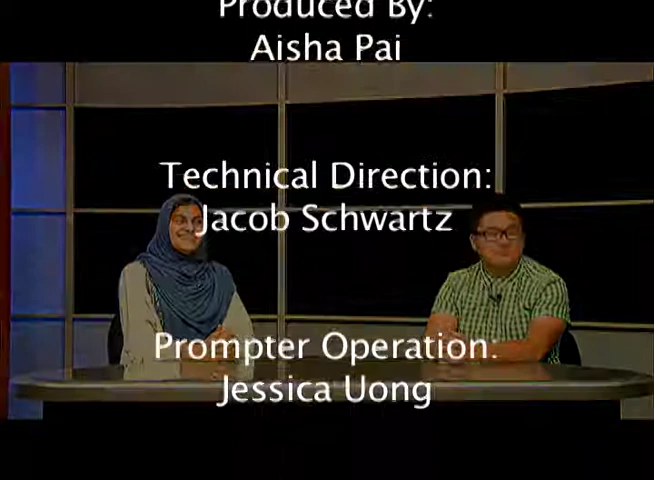 Produced By:
Aisha Pai
Technical Direction:
Jacob Schwartz
Prompter Operation:
Jessica Uong